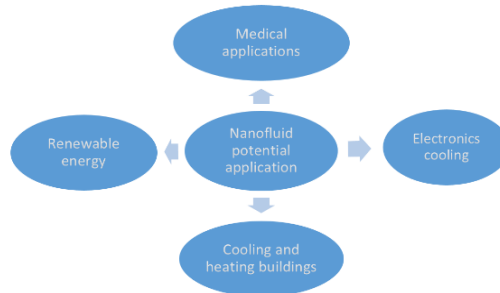 Medical
applications
Renewable
energy
Nanofluid
potential
application
Electronics
cooling
Cooling and
heating buildings